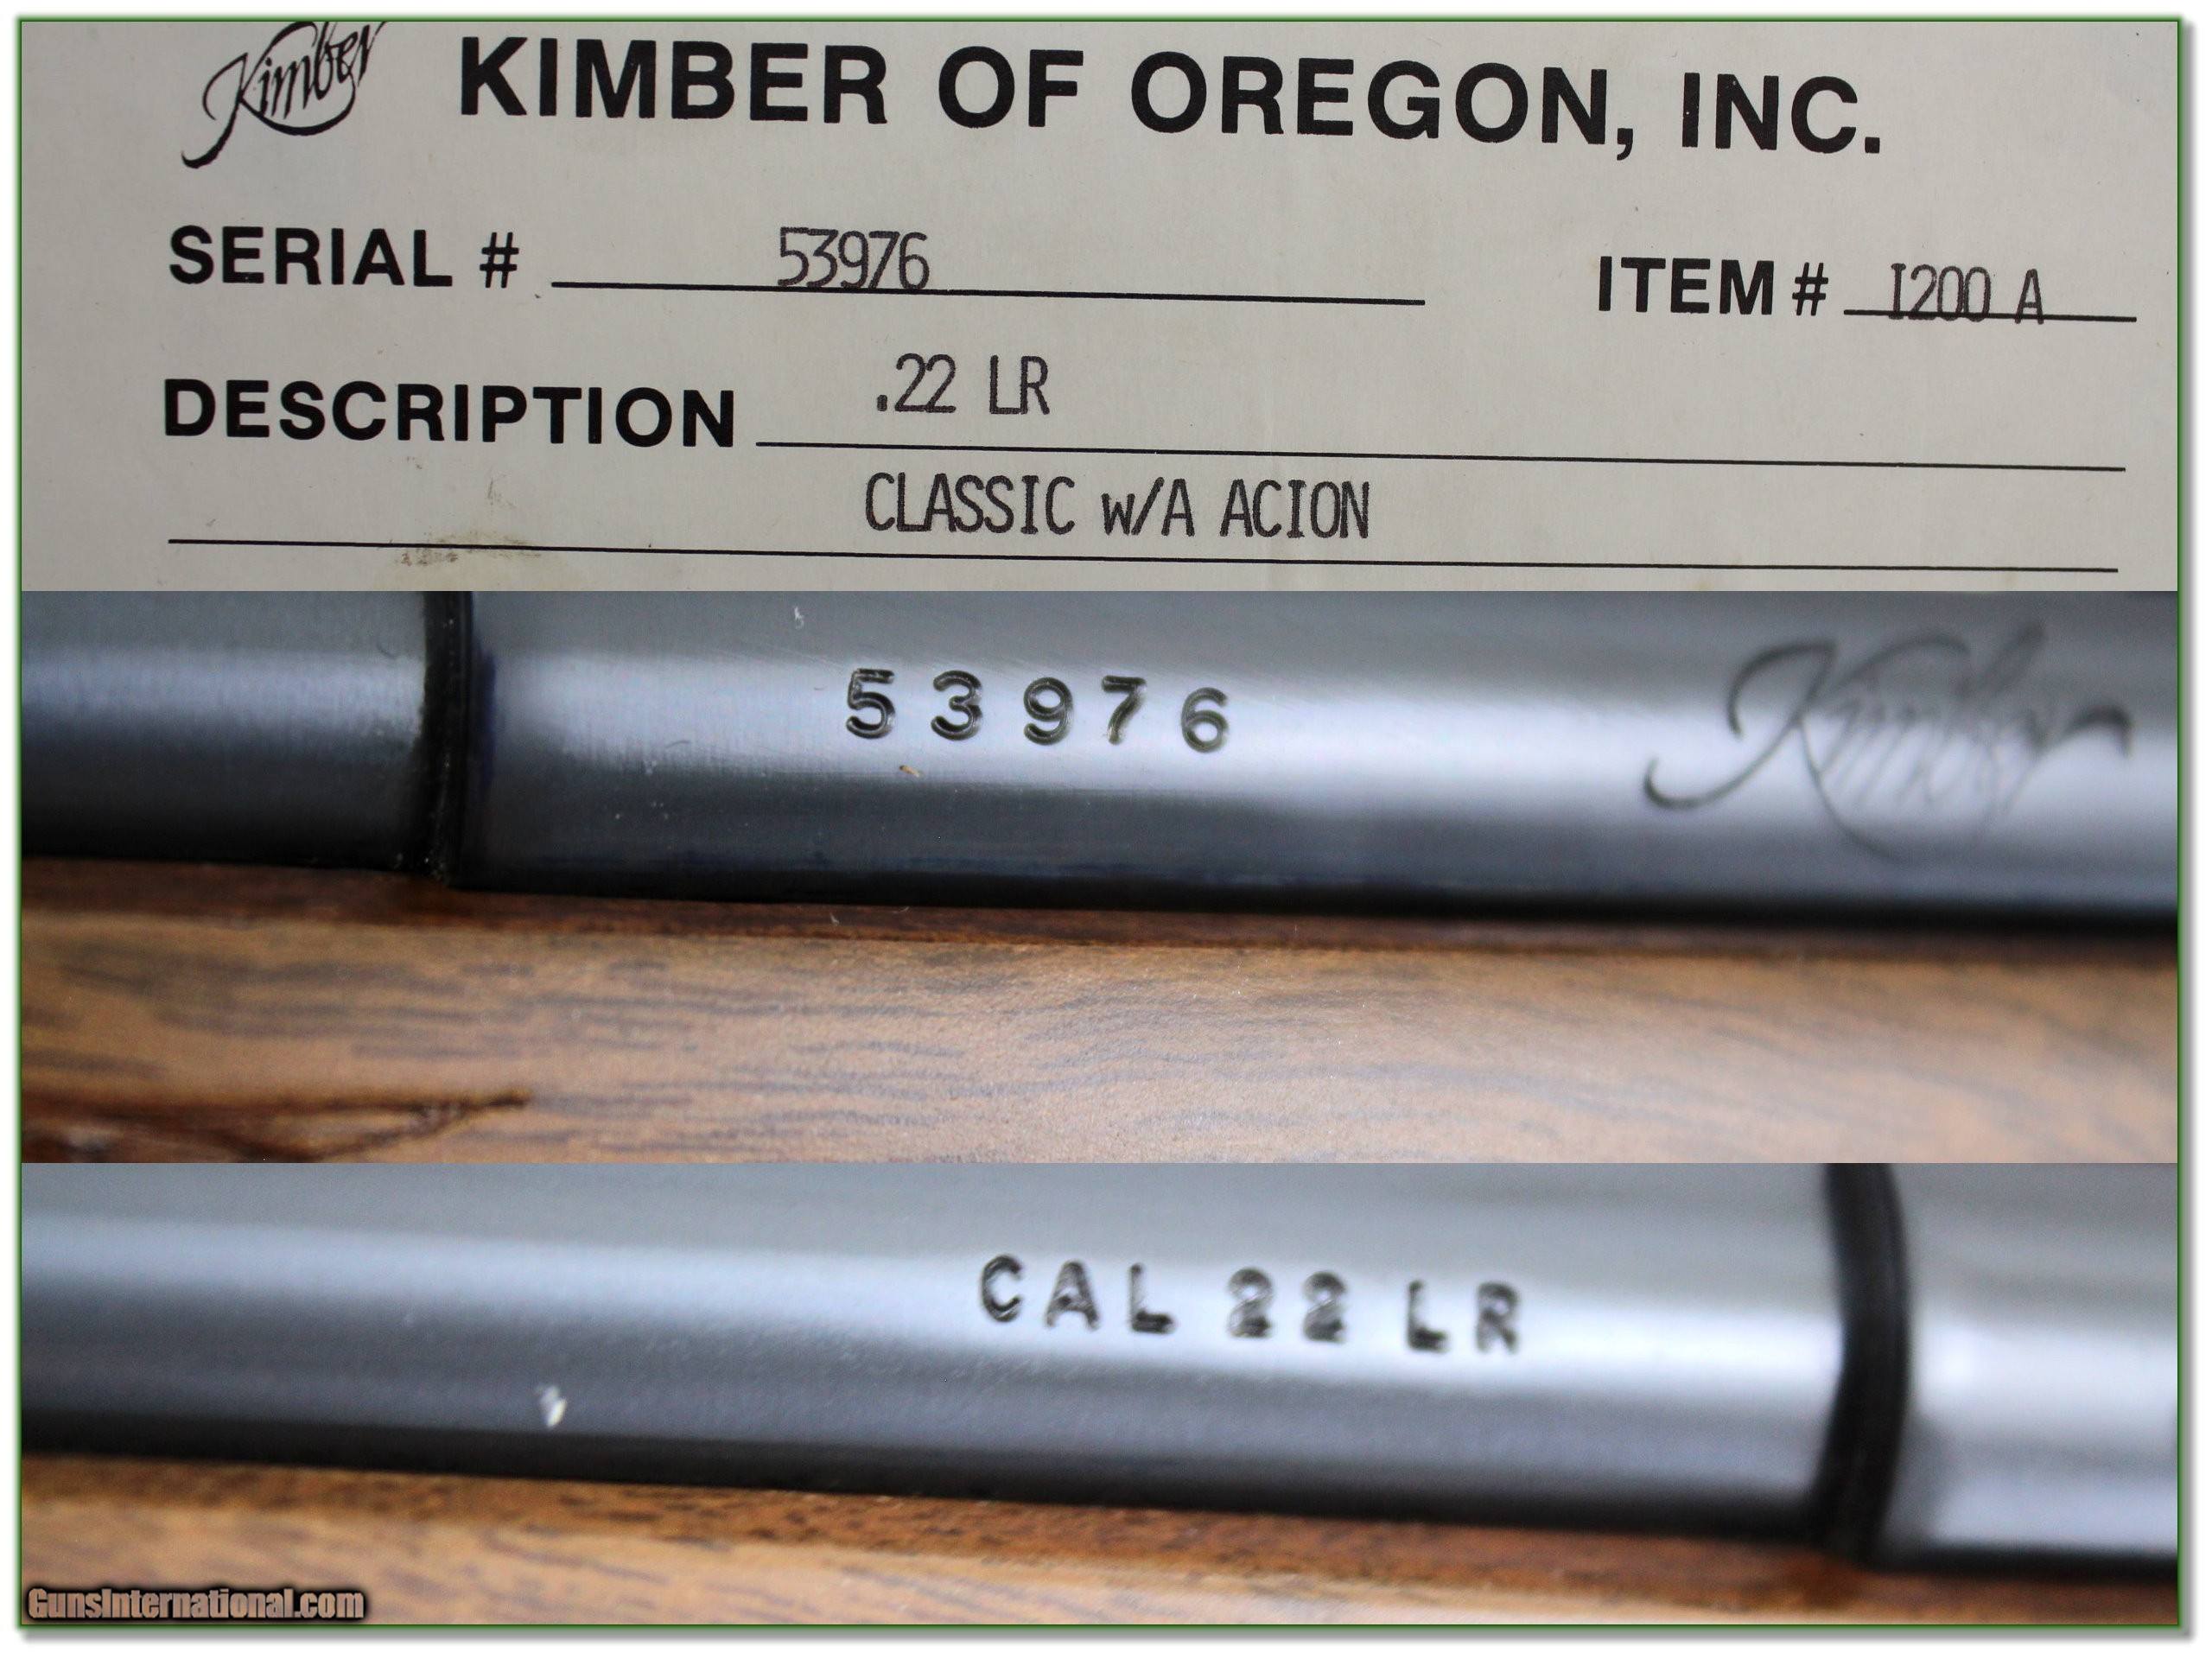 Kimber KIMBER OF OREGON, INC.
SERIAL # 53976 ITEM # I200 A
DESCRIPTION .22 LR
CLASSIC w/A ACION
53976 Kimber
CAL 22 LR
GunsInternational.com